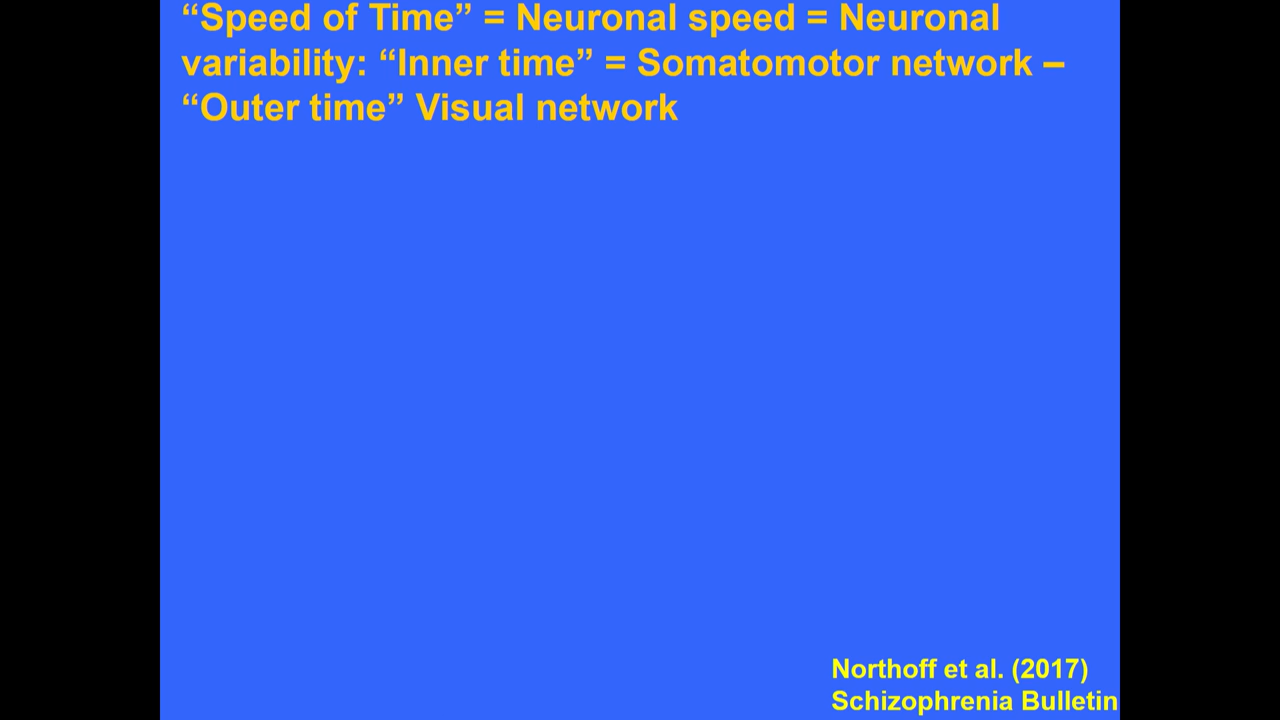 “Speed of Time” = Neuronal speed = Neuronal
variability: “Inner time” = Somatomotor network –
“Outer time” Visual network
Northoff et al. (2017)
Schizophrenia Bulletin